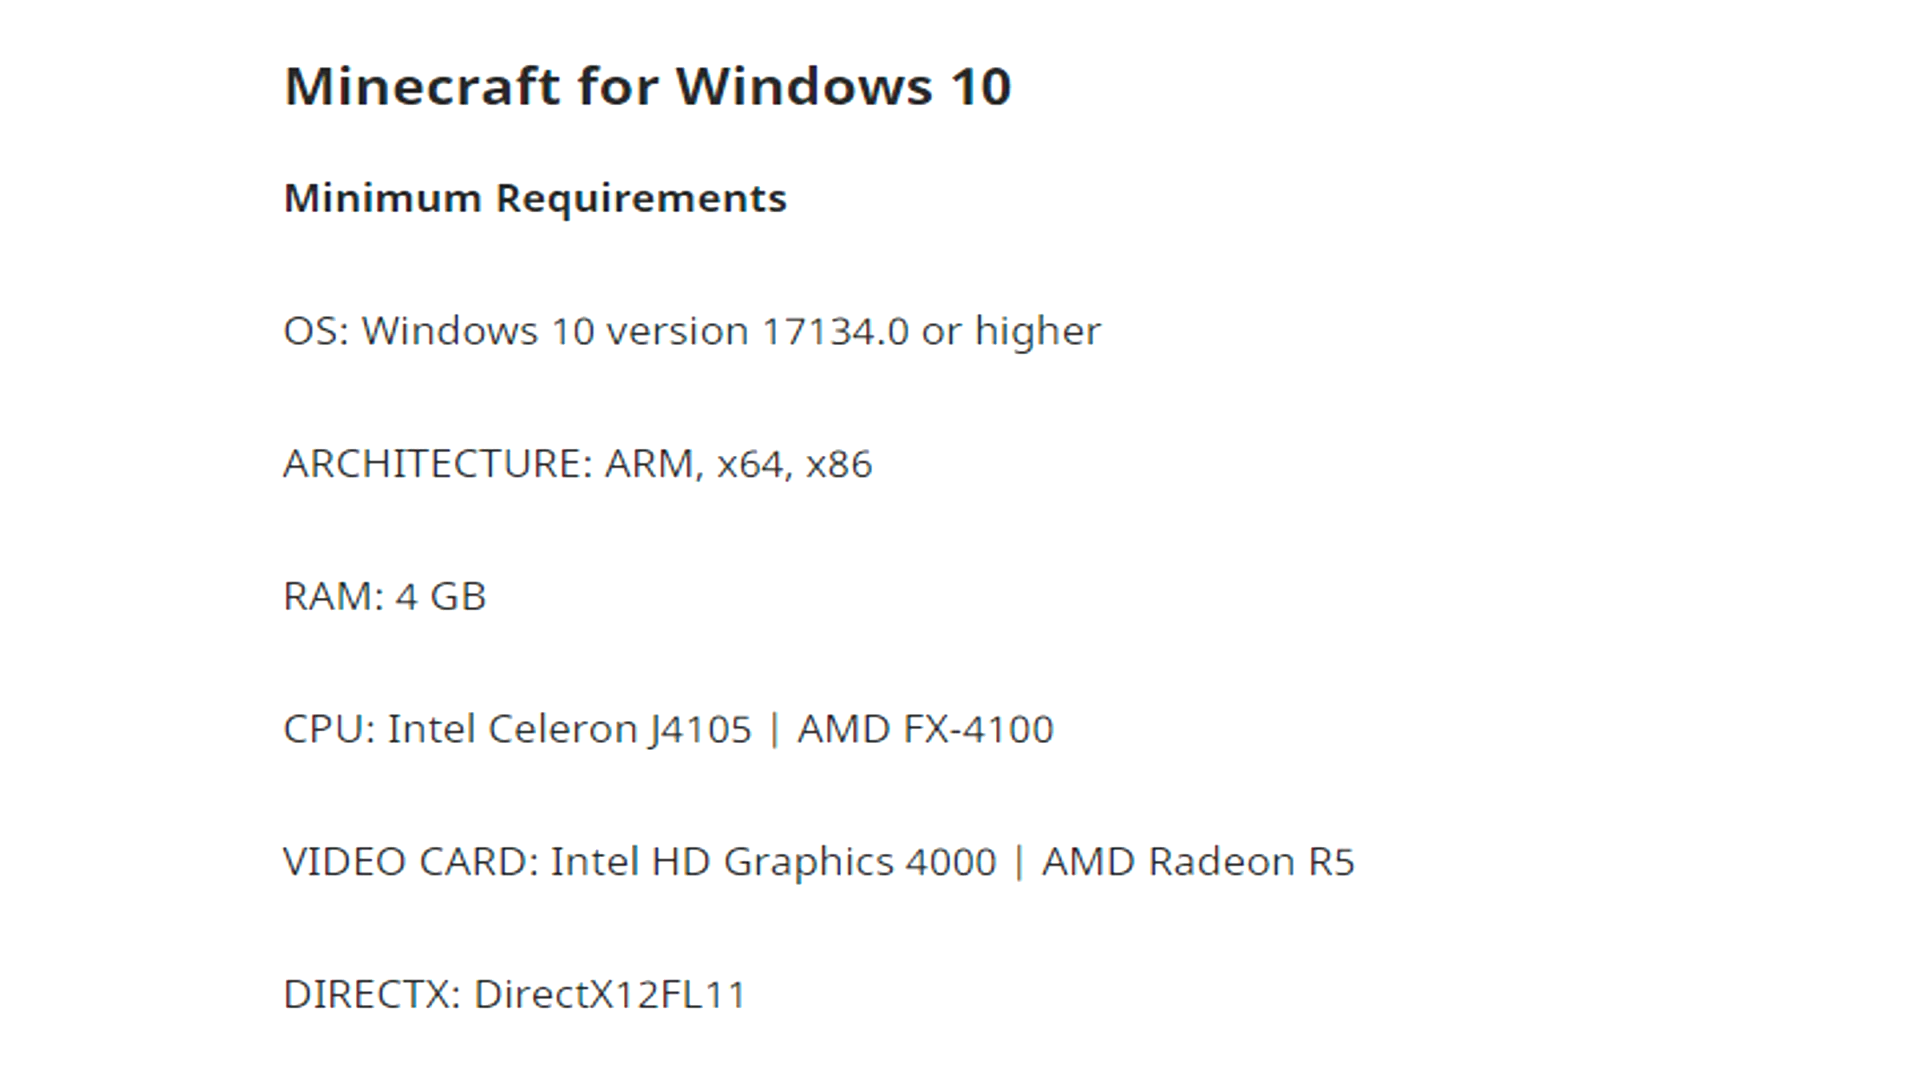 Minecraft for Windows 10
Minimum Requirements
OS: Windows 10 version 17134.0 or higher
ARCHITECTURE: ARM, x64, x86
RAM: 4 GB
CPU: Intel Celeron J4105 | AMD FX-4100
VIDEO CARD: Intel HD Graphics 4000 | AMD Radeon R5
DIRECTX: DirectX12FL11